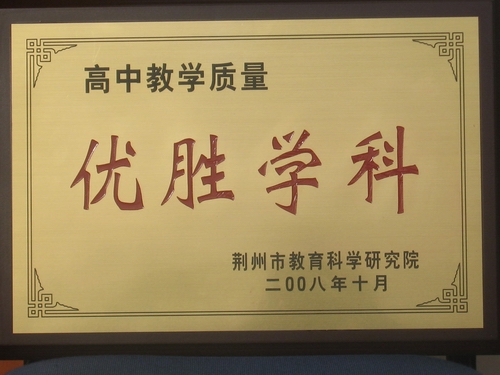 高中教学质量
优胜学科
荆州市教育科学研究院
二00八年十月